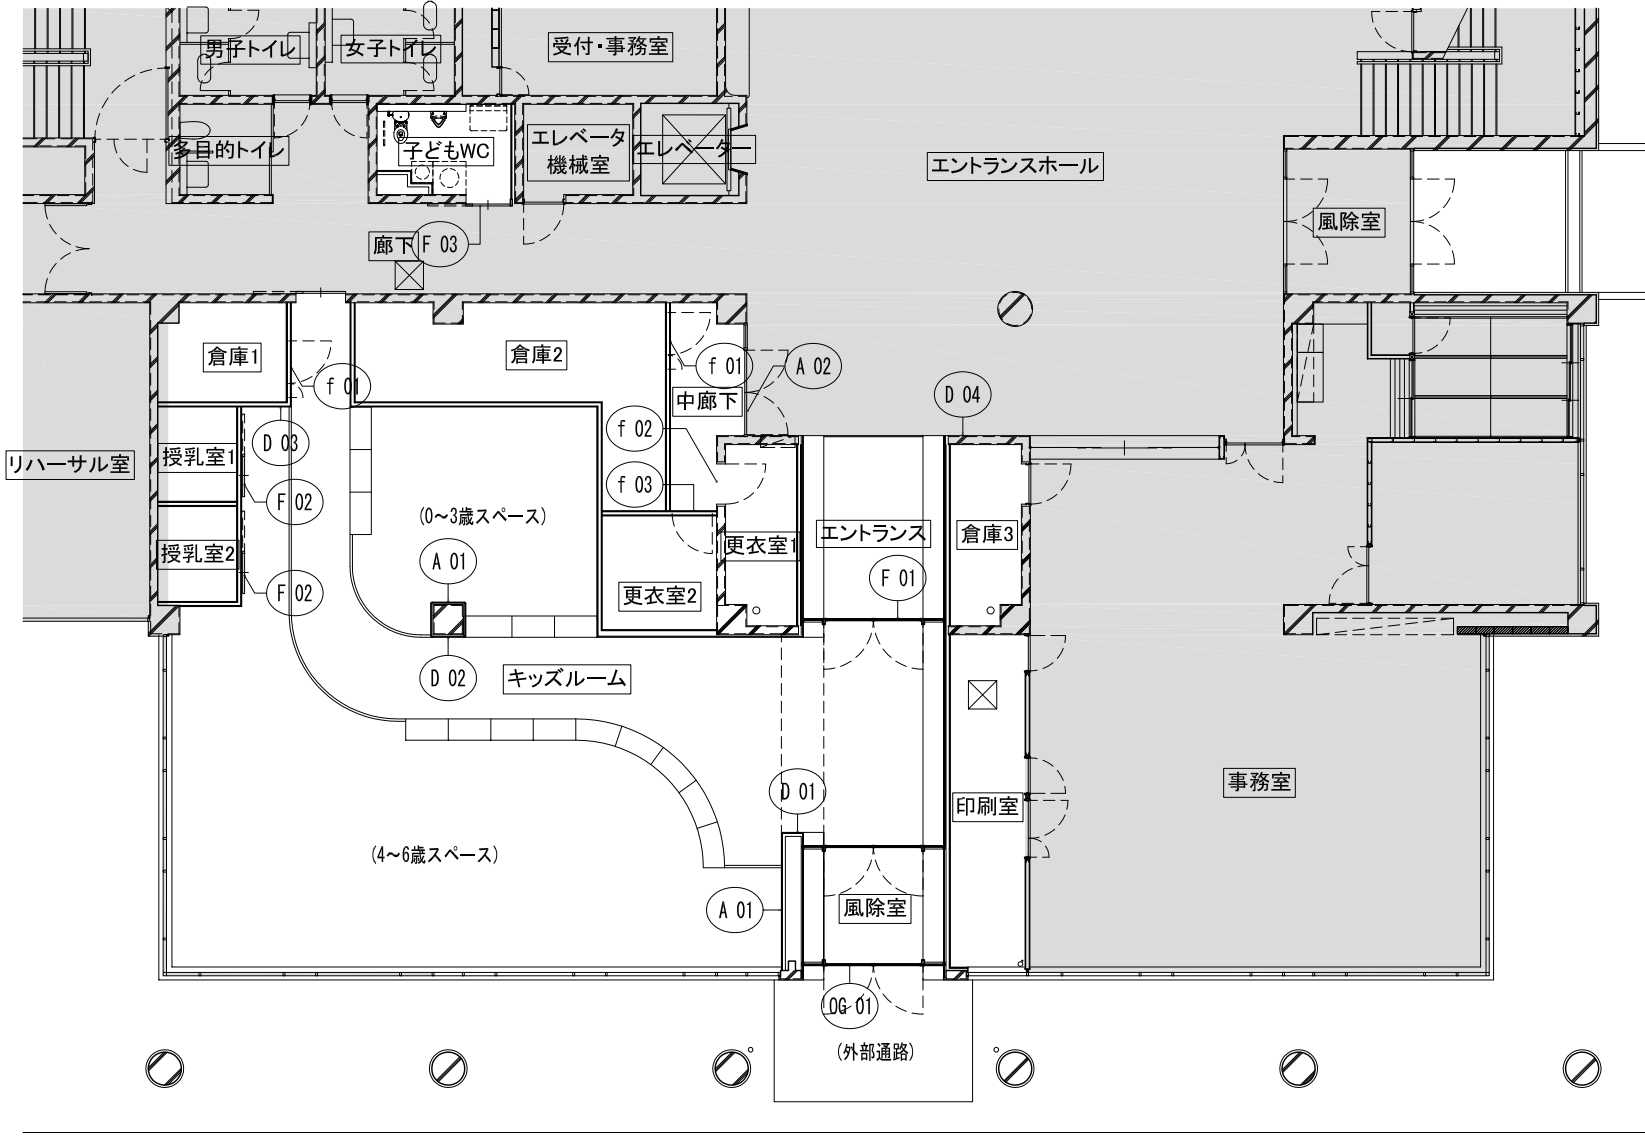 男子トイレ
女子トイレ
受付・事務室
多目的トイレ
子どもWC
エレベータ
機械室
エレベーター
エントランスホール
風除室
廊下
F 03
倉庫1
f 01
倉庫2
f 01
A 02
中廊下
D 04
f 02
D 03
授乳室1
リハーサル室
f 03
F 02
(0～3歳スペース)
エントランス
倉庫3
更衣室1
授乳室2
A 01
F 01
F 02
更衣室2
D 02
キッズルーム
D 01
事務室
印刷室
(4～6歳スペース)
A 01
風除室
OG 01
(外部通路)